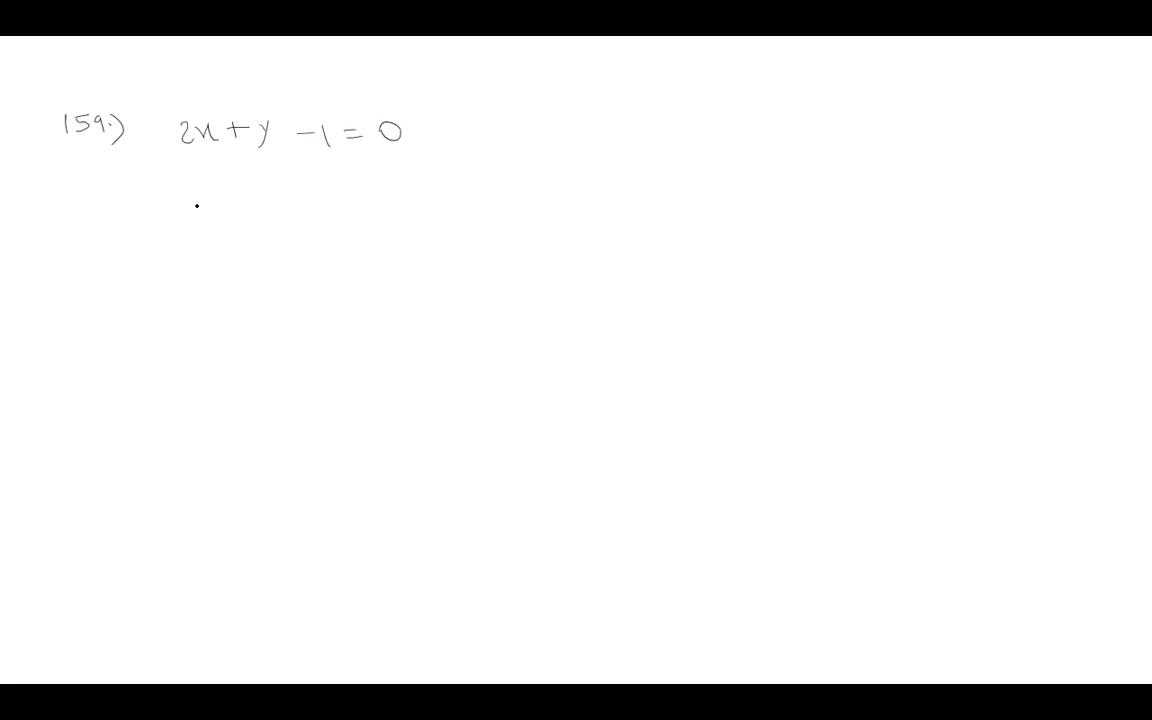 159.) 2x + y - 1 = 0